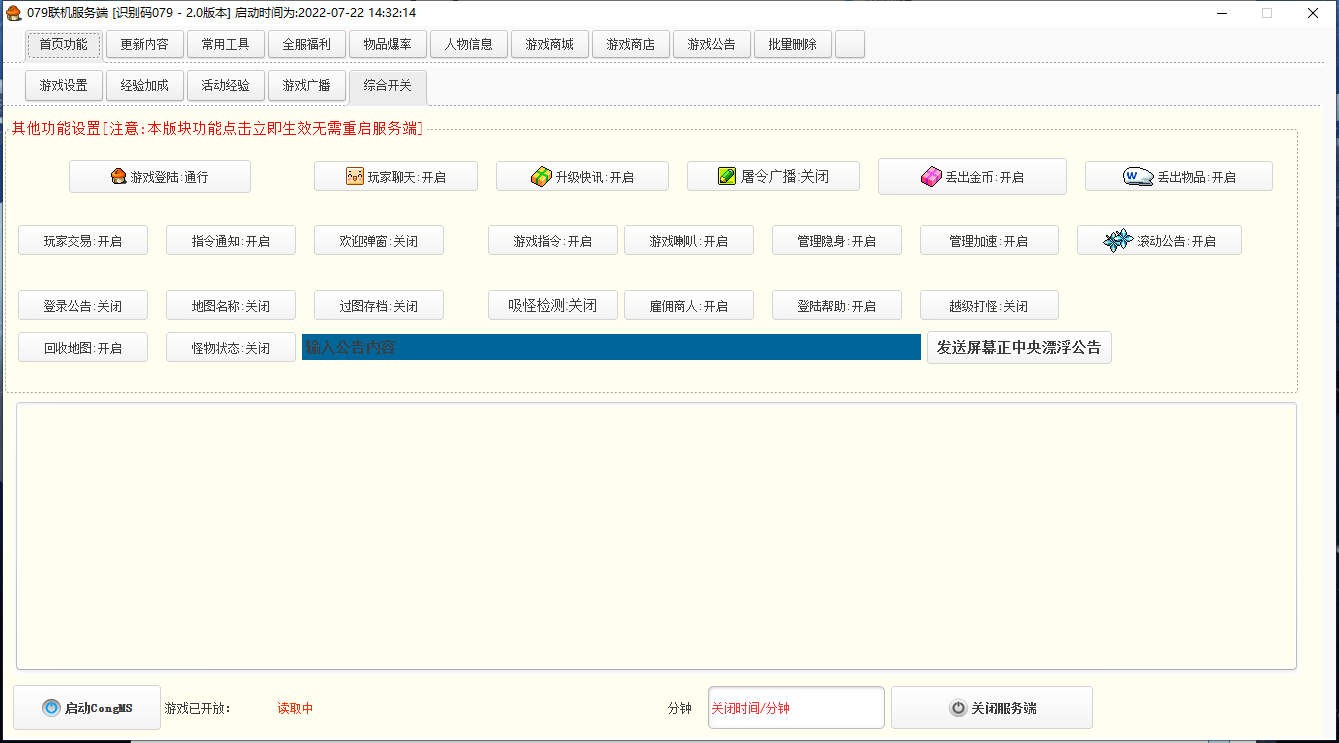 079联机服务端 [识别码079 - 2.0版本] 启动时间为:2022-07-22 14:32:14
首页功能 更新内容 常用工具 全服福利 物品爆率 人物信息 游戏商城 游戏商店 游戏公告 批量删除
游戏设置 经验加成 活动经验 游戏广播 综合开关
其他功能设置[注意:本版块功能点击立即生效无需重启服务端]
游戏登陆:通行 玩家聊天:开启 升级快讯:开启 屠令广播:关闭 丢出金币:开启 W 丢出物品:开启
玩家交易:开启 指令通知:开启 欢迎弹窗:关闭 游戏指令:开启 游戏喇叭:开启 管理隐身:开启 管理加速:开启 滚动公告:开启
登录公告:关闭 地图名称:关闭 过图存档:关闭 吸怪检测:关闭 雇佣商人:开启 登陆帮助:开启 越级打怪:关闭
回收地图:开启 怪物状态:关闭 输入公告内容 发送屏幕正中央漂浮公告
启动CongMS 游戏已开放: 读取中 分钟 关闭时间/分钟 关闭服务端